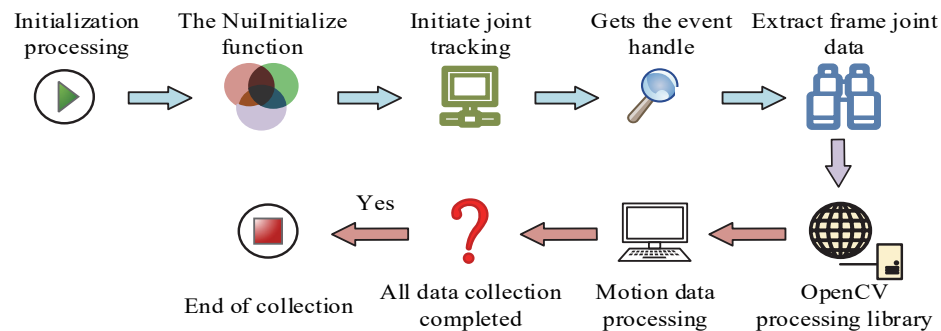 Initialization
processing
The NuiInitialize
function
Initiate joint
tracking
Gets the event
handle
Extract frame joint
data
Yes
End of collection
All data collection
completed
Motion data
processing
OpenCV
processing library